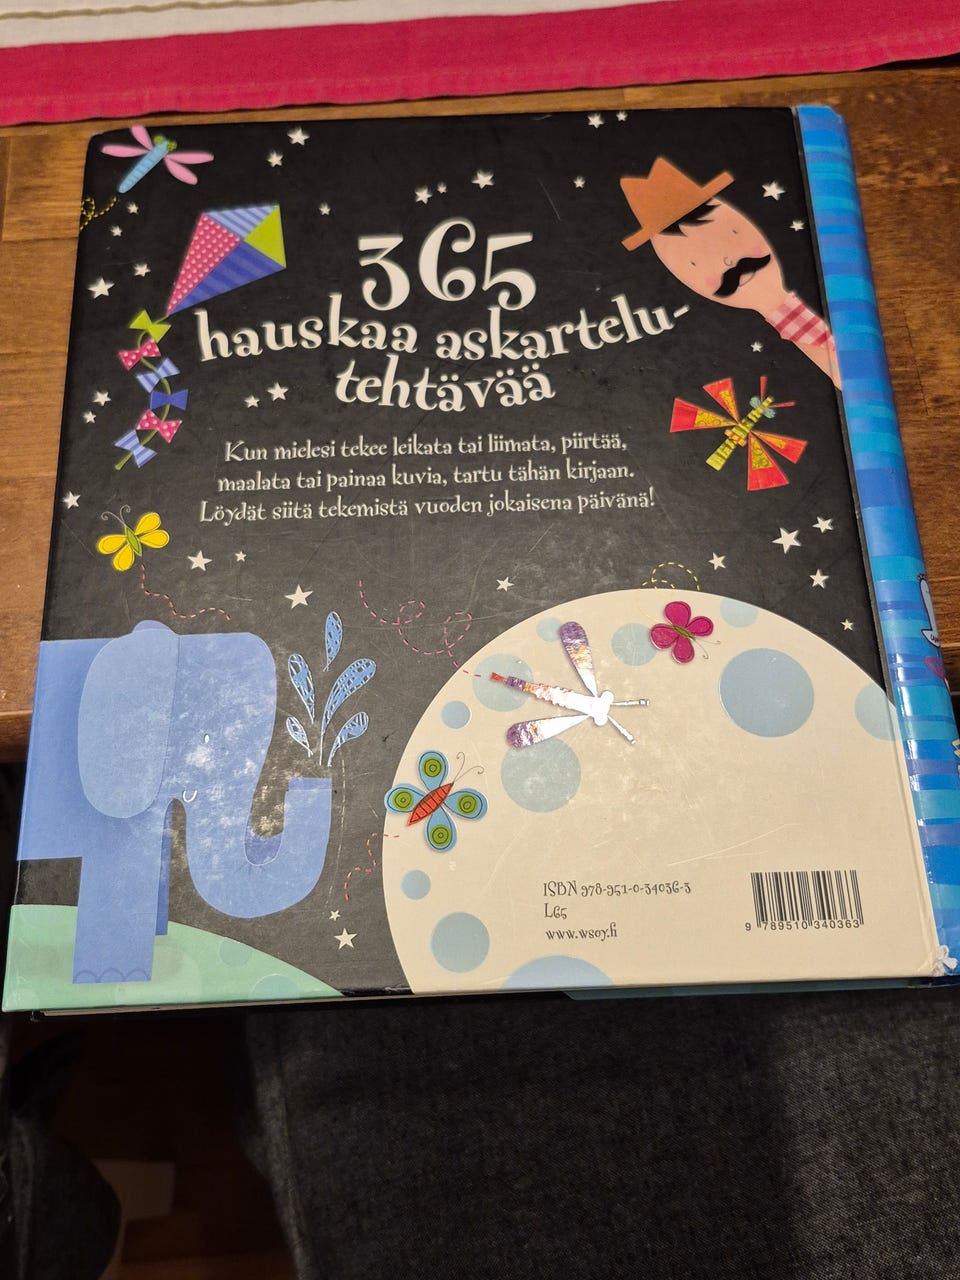 365
hauskaa askartelu-
tehtävää
Kun mielesi tekee leikata tai liimata, piirtää,
maalata tai painaa kuvia, tartu tähän kirjaan.
Löydät siitä tekemistä vuoden jokaisena päivänä!
ISBN 978-951-0-34036-3
L65
www.wsoy.fi
9 789510 340363